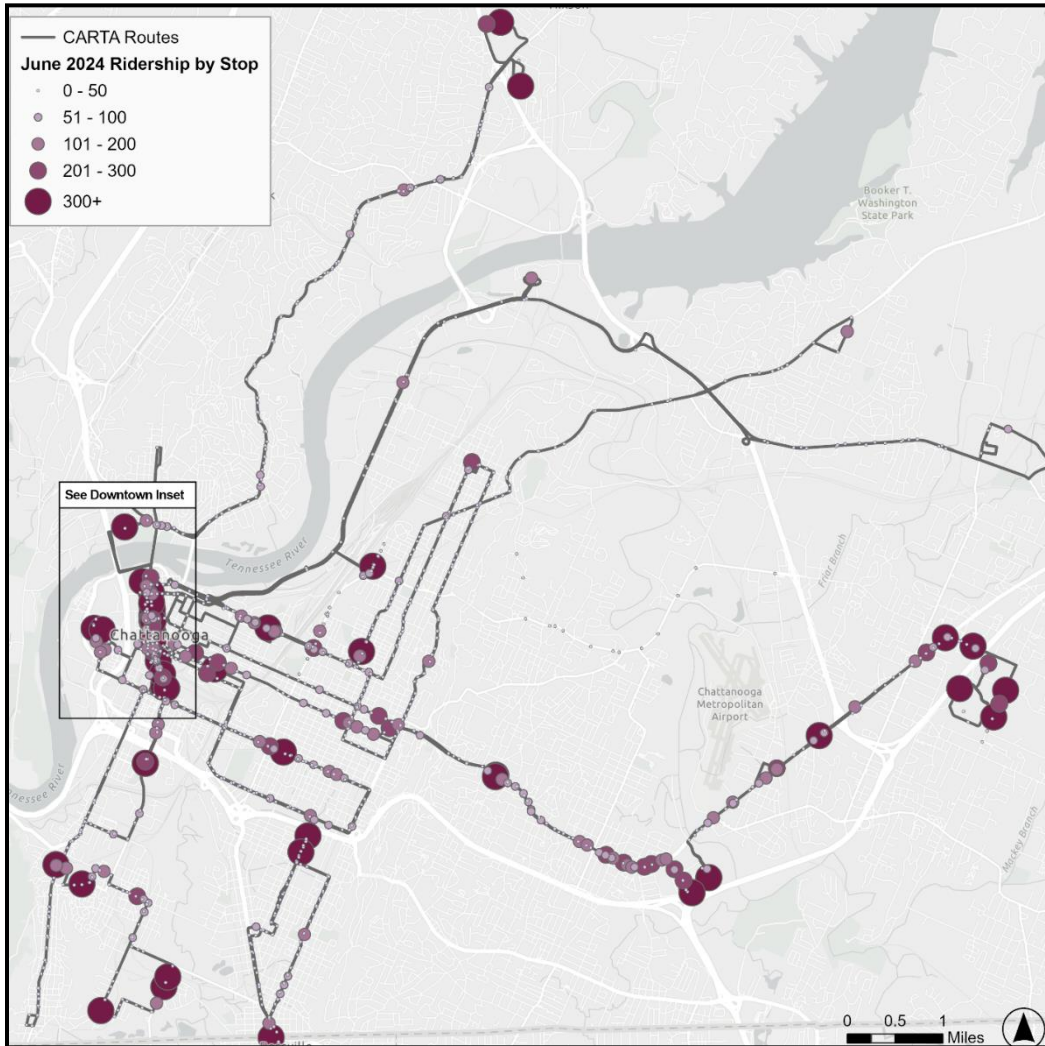 CARTA Routes
June 2024 Ridership by Stop
0 - 50
51 - 100
101 - 200
201 - 300
300+
Booker T.
Washington
State Park
See Downtown Inset
Tennessee River
Friar Branch
Chattanooga
Chattanooga
Metropolitan
Airport
Tennessee River
Mackey Branch
0 0.5 1
Miles